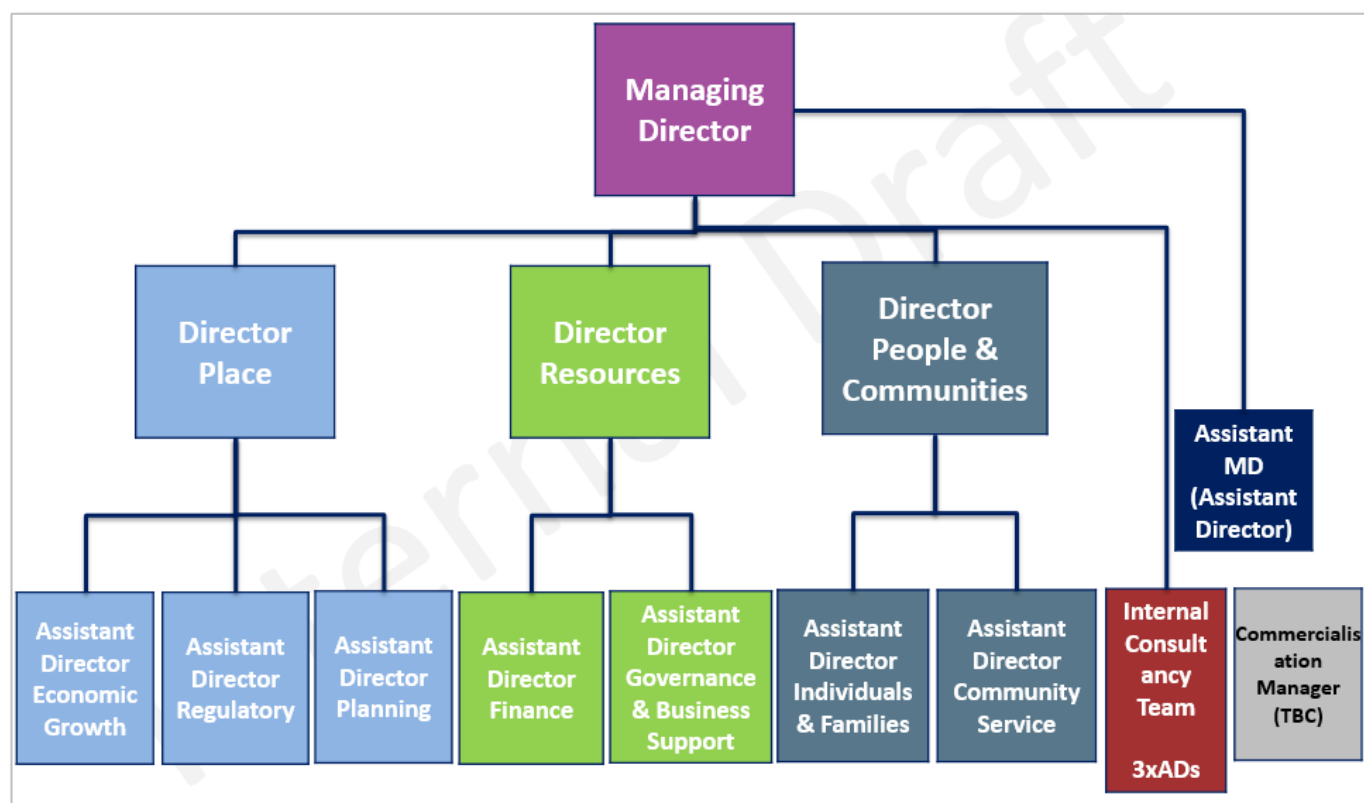 Managing
Director
Director
Place
Director
Resources
Director
People &
Communities
Assistant
MD
(Assistant
Director)
Assistant
Director
Economic
Growth
Assistant
Director
Regulatory
Assistant
Director
Planning
Assistant
Director
Finance
Assistant
Director
Governance
& Business
Support
Assistant
Director
Individuals
& Families
Assistant
Director
Community
Service
Internal
Consult
ancy
Team
3xADs
Commercialis
ation
Manager
(TBC)
Internal Draft